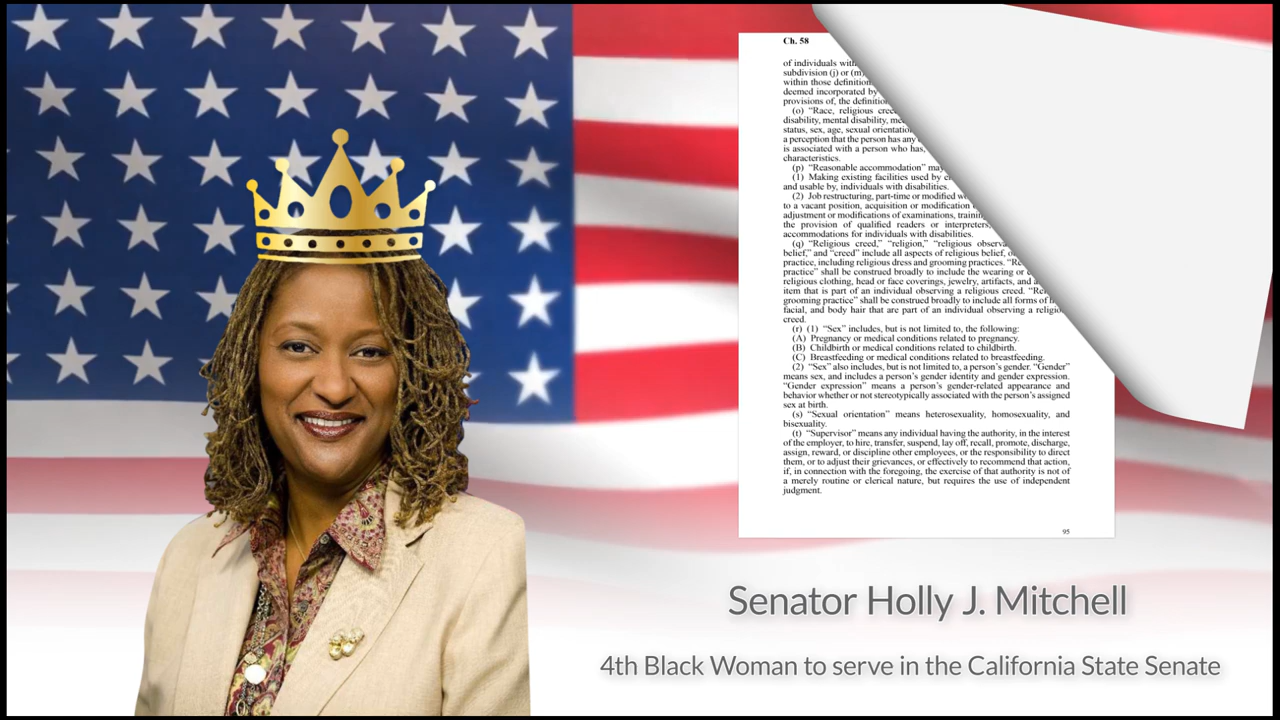 Ch. 58
of individuals with
subdivision (j) or (m),
within those definition
deemed incorporated by
provisions of, the definition
(o) “Race, religious cree
disability, mental disability, me
status, sex, age, sexual orientation
a perception that the person has any
is associated with a person who has,
characteristics.
(p) “Reasonable accommodation” may
(1) Making existing facilities used by e
and usable by, individuals with disabilities.
(2) Job restructuring, part-time or modified w
to a vacant position, acquisition or modification
adjustment or modifications of examinations, trainin
the provision of qualified readers or interpreters,
accommodations for individuals with disabilities.
(q) “Religious creed,” “religion,” “religious observa
belief,” and “creed” include all aspects of religious belief, o
practice, including religious dress and grooming practices. “Re
practice” shall be construed broadly to include the wearing or
religious clothing, head or face coverings, jewelry, artifacts, and a
item that is part of an individual observing a religious creed. “Rel
grooming practice” shall be construed broadly to include all forms of
facial, and body hair that are part of an individual observing a religio
creed.
(r) (1) “Sex” includes, but is not limited to, the following:
(A) Pregnancy or medical conditions related to pregnancy.
(B) Childbirth or medical conditions related to childbirth.
(C) Breastfeeding or medical conditions related to breastfeeding.
(2) “Sex” also includes, but is not limited to, a person’s gender. “Gender”
means sex, and includes a person’s gender identity and gender expression.
“Gender expression” means a person’s gender-related appearance and
behavior whether or not stereotypically associated with the person’s assigned
sex at birth.
(s) “Sexual orientation” means heterosexuality, homosexuality, and
bisexuality.
(t) “Supervisor” means any individual having the authority, in the interest
of the employer, to hire, transfer, suspend, lay off, recall, promote, discharge,
assign, reward, or discipline other employees, or the responsibility to direct
them, or to adjust their grievances, or effectively to recommend that action,
if, in connection with the foregoing, the exercise of that authority is not of
a merely routine or clerical nature, but requires the use of independent
judgment.
95
Senator Holly J. Mitchell
4th Black Woman to serve in the California State Senate